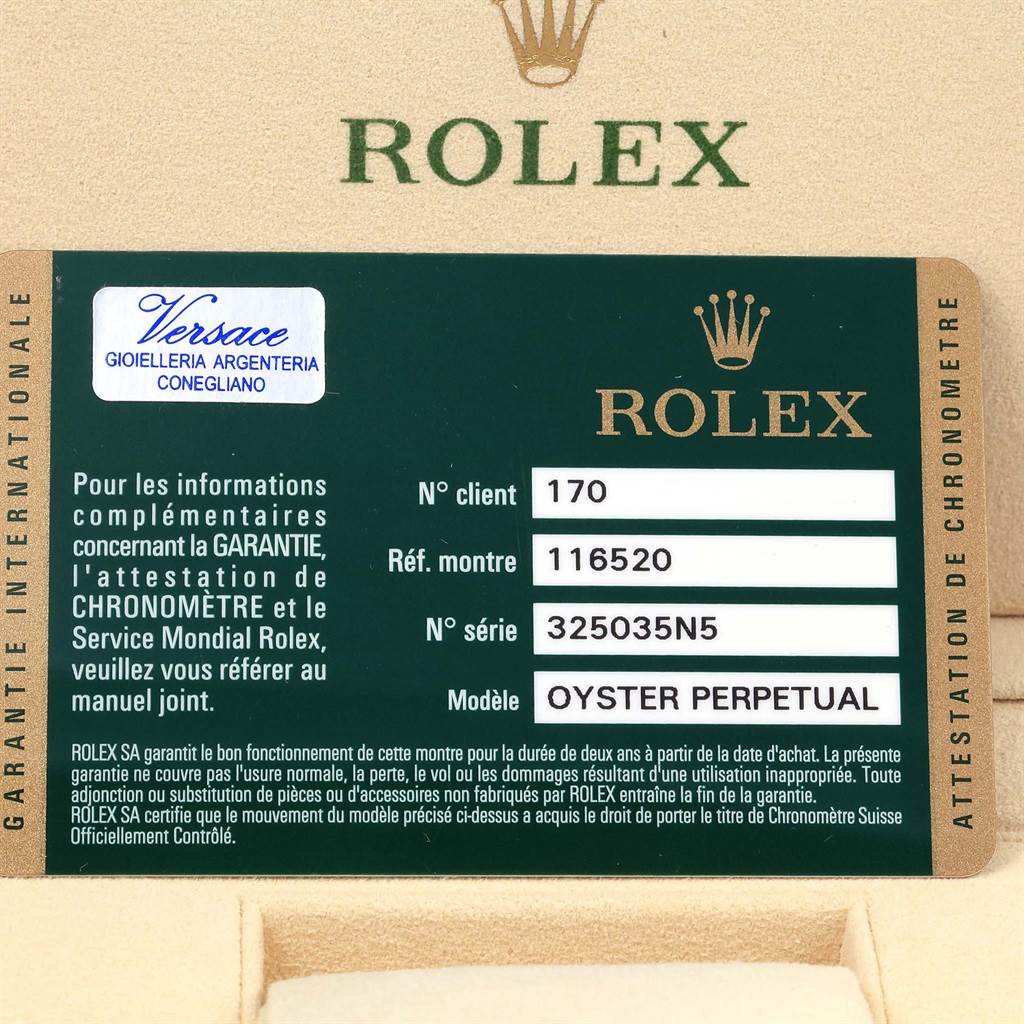 ROLEX
GARANTIE INTERNATIONALE
Versace
GIOIELLERIA ARGENTERIA
CONEGLIANO
ROLEX
Pour les informations
complémentaires
concernant la GARANTIE,
l'attestation de
CHRONOMÈTRE et le
Service Mondial Rolex,
veuillez vous référer au
manuel joint.
N° client 170
Réf. montre 116520
N° série 325035N5
Modèle OYSTER PERPETUAL
ROLEX SA garantit le bon fonctionnement de cette montre pour la durée de deux ans à partir de la date d'achat. La présente
garantie ne couvre pas l'usure normale, la perte, le vol ou les dommages résultant d'une utilisation inappropriée. Toute
adjonction ou substitution de pièces ou d'accessoires non fabriqués par ROLEX entraîne la fin de la garantie.
ROLEX SA certifie que le mouvement du modèle précisé ci-dessus a acquis le droit de porter le titre de Chronomètre Suisse
Officiellement Contrôlé.
ATTESTATION DE CHRONOMETRE